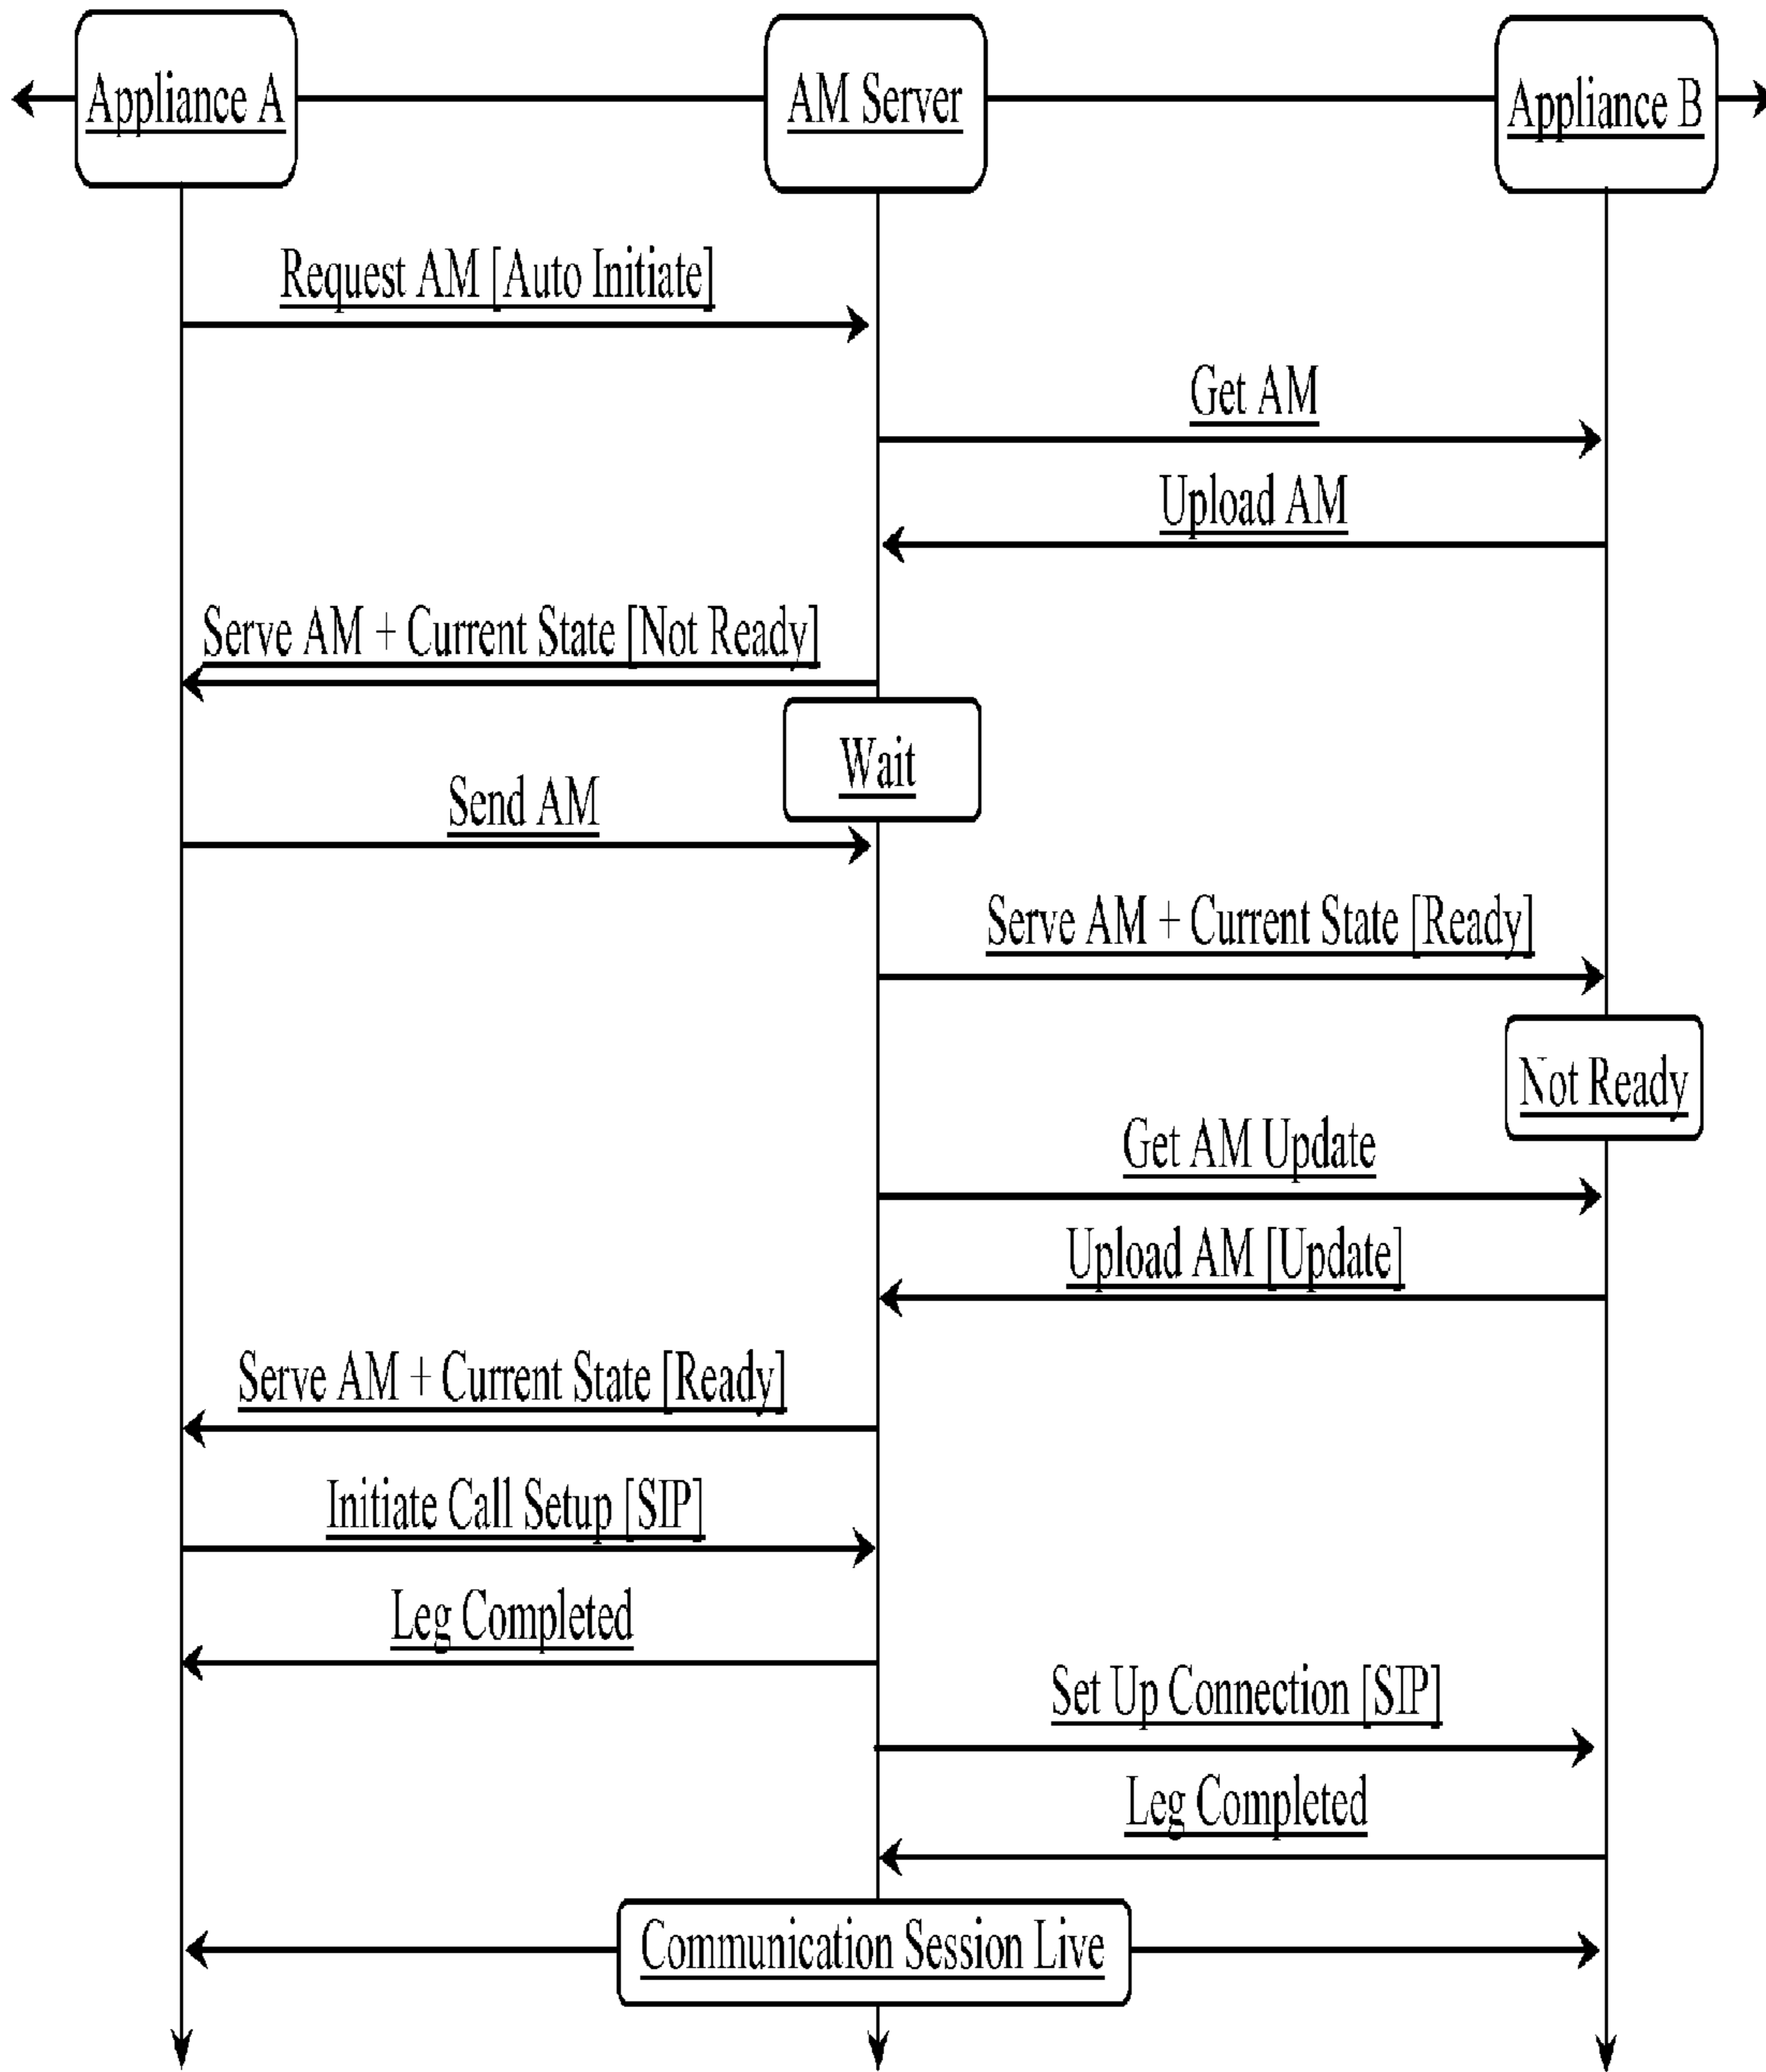 Appliance A
AM Server
Appliance B
Request AM [Auto Initiate]
Get AM
Upload AM
Serve AM + Current State [Not Ready]
Wait
Send AM
Serve AM + Current State [Ready]
Not Ready
Get AM Update
Upload AM [Update]
Serve AM + Current State [Ready]
Initiate Call Setup [SIP]
Leg Completed
Set Up Connection [SIP]
Leg Completed
Communication Session Live